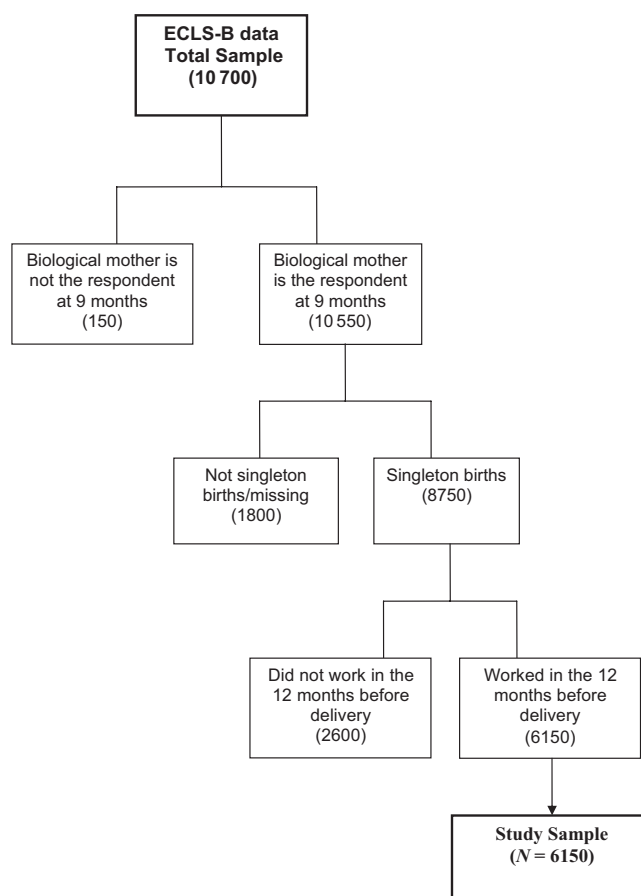 ECLS-B data
Total Sample
(10 700)
Biological mother is
not the respondent
at 9 months
(150)
Biological mother
is the respondent
at 9 months
(10 550)
Not singleton
births/missing
(1800)
Singleton births
(8750)
Did not work in the
12 months before
delivery
(2600)
Worked in the 12
months before
delivery
(6150)
Study Sample
(N = 6150)